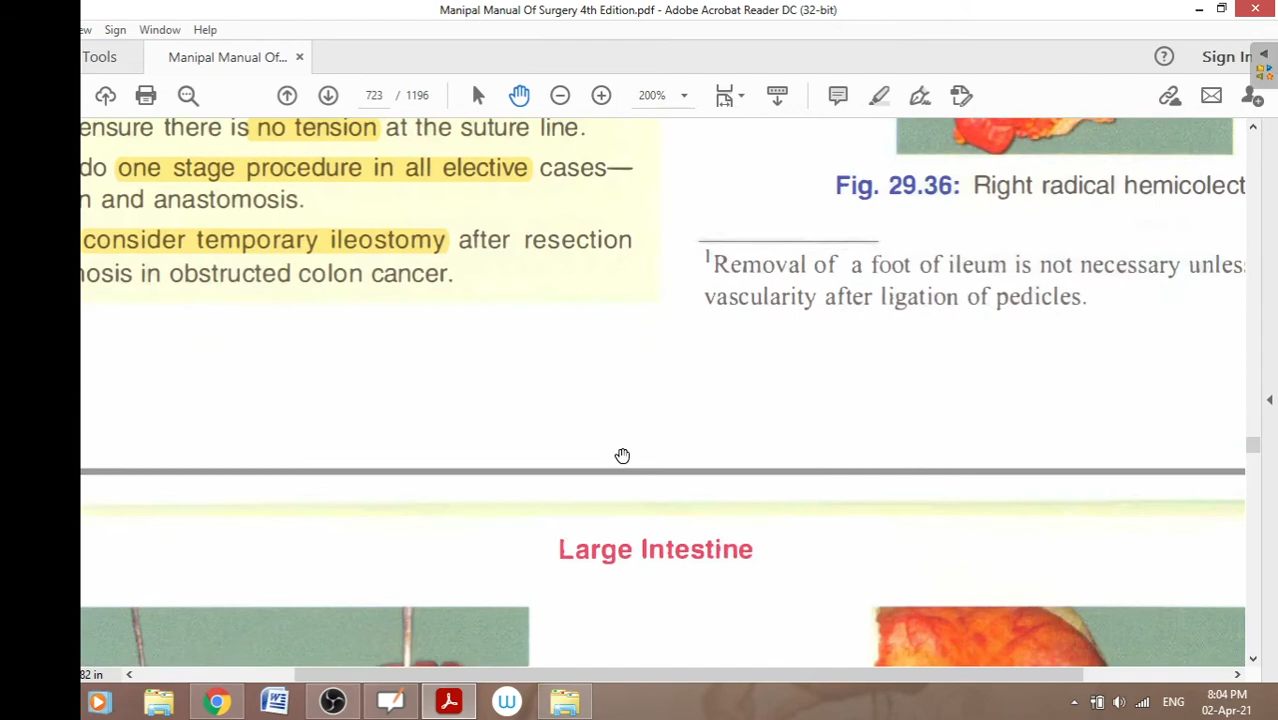 Manipal Manual Of Surgery 4th Edition.pdf - Adobe Acrobat Reader DC (32-bit)
Sign Window Help
Tools Manipal Manual Of... × Sign In
723 / 1196 200%
ensure there is no tension at the suture line.
do one stage procedure in all elective cases—
and anastomosis.
consider temporary ileostomy after resection
in obstructed colon cancer.
Fig. 29.36: Right radical
1Removal of a foot of ileum is not necessary
vascularity after ligation of pedicles.
Large Intestine
82 in
ENG
8:04 PM
02-Apr-21